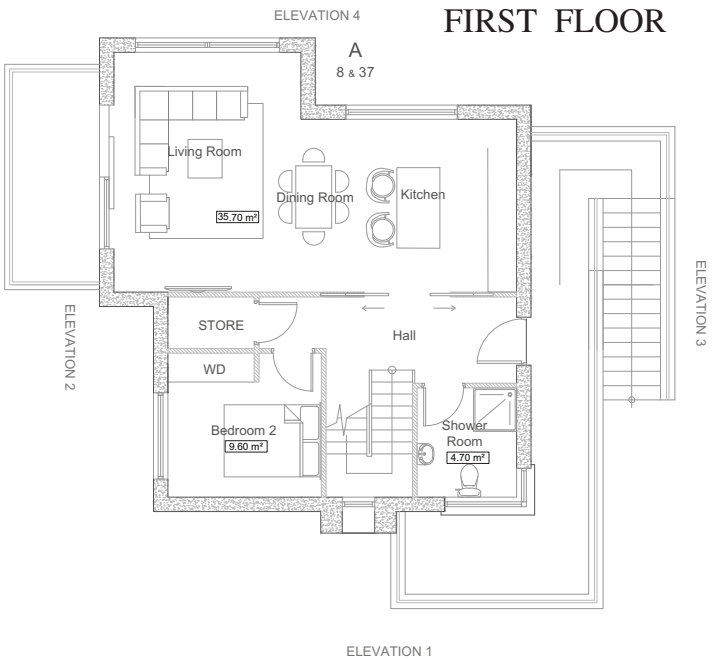 ELEVATION 4
FIRST FLOOR
A
8 & 37
Living Room
Dining Room
Kitchen
35.70 m²
ELEVATION 2
ELEVATION 3
STORE
Hall
WD
Bedroom 2
9.60 m²
Shower
Room
4.70 m²
ELEVATION 1